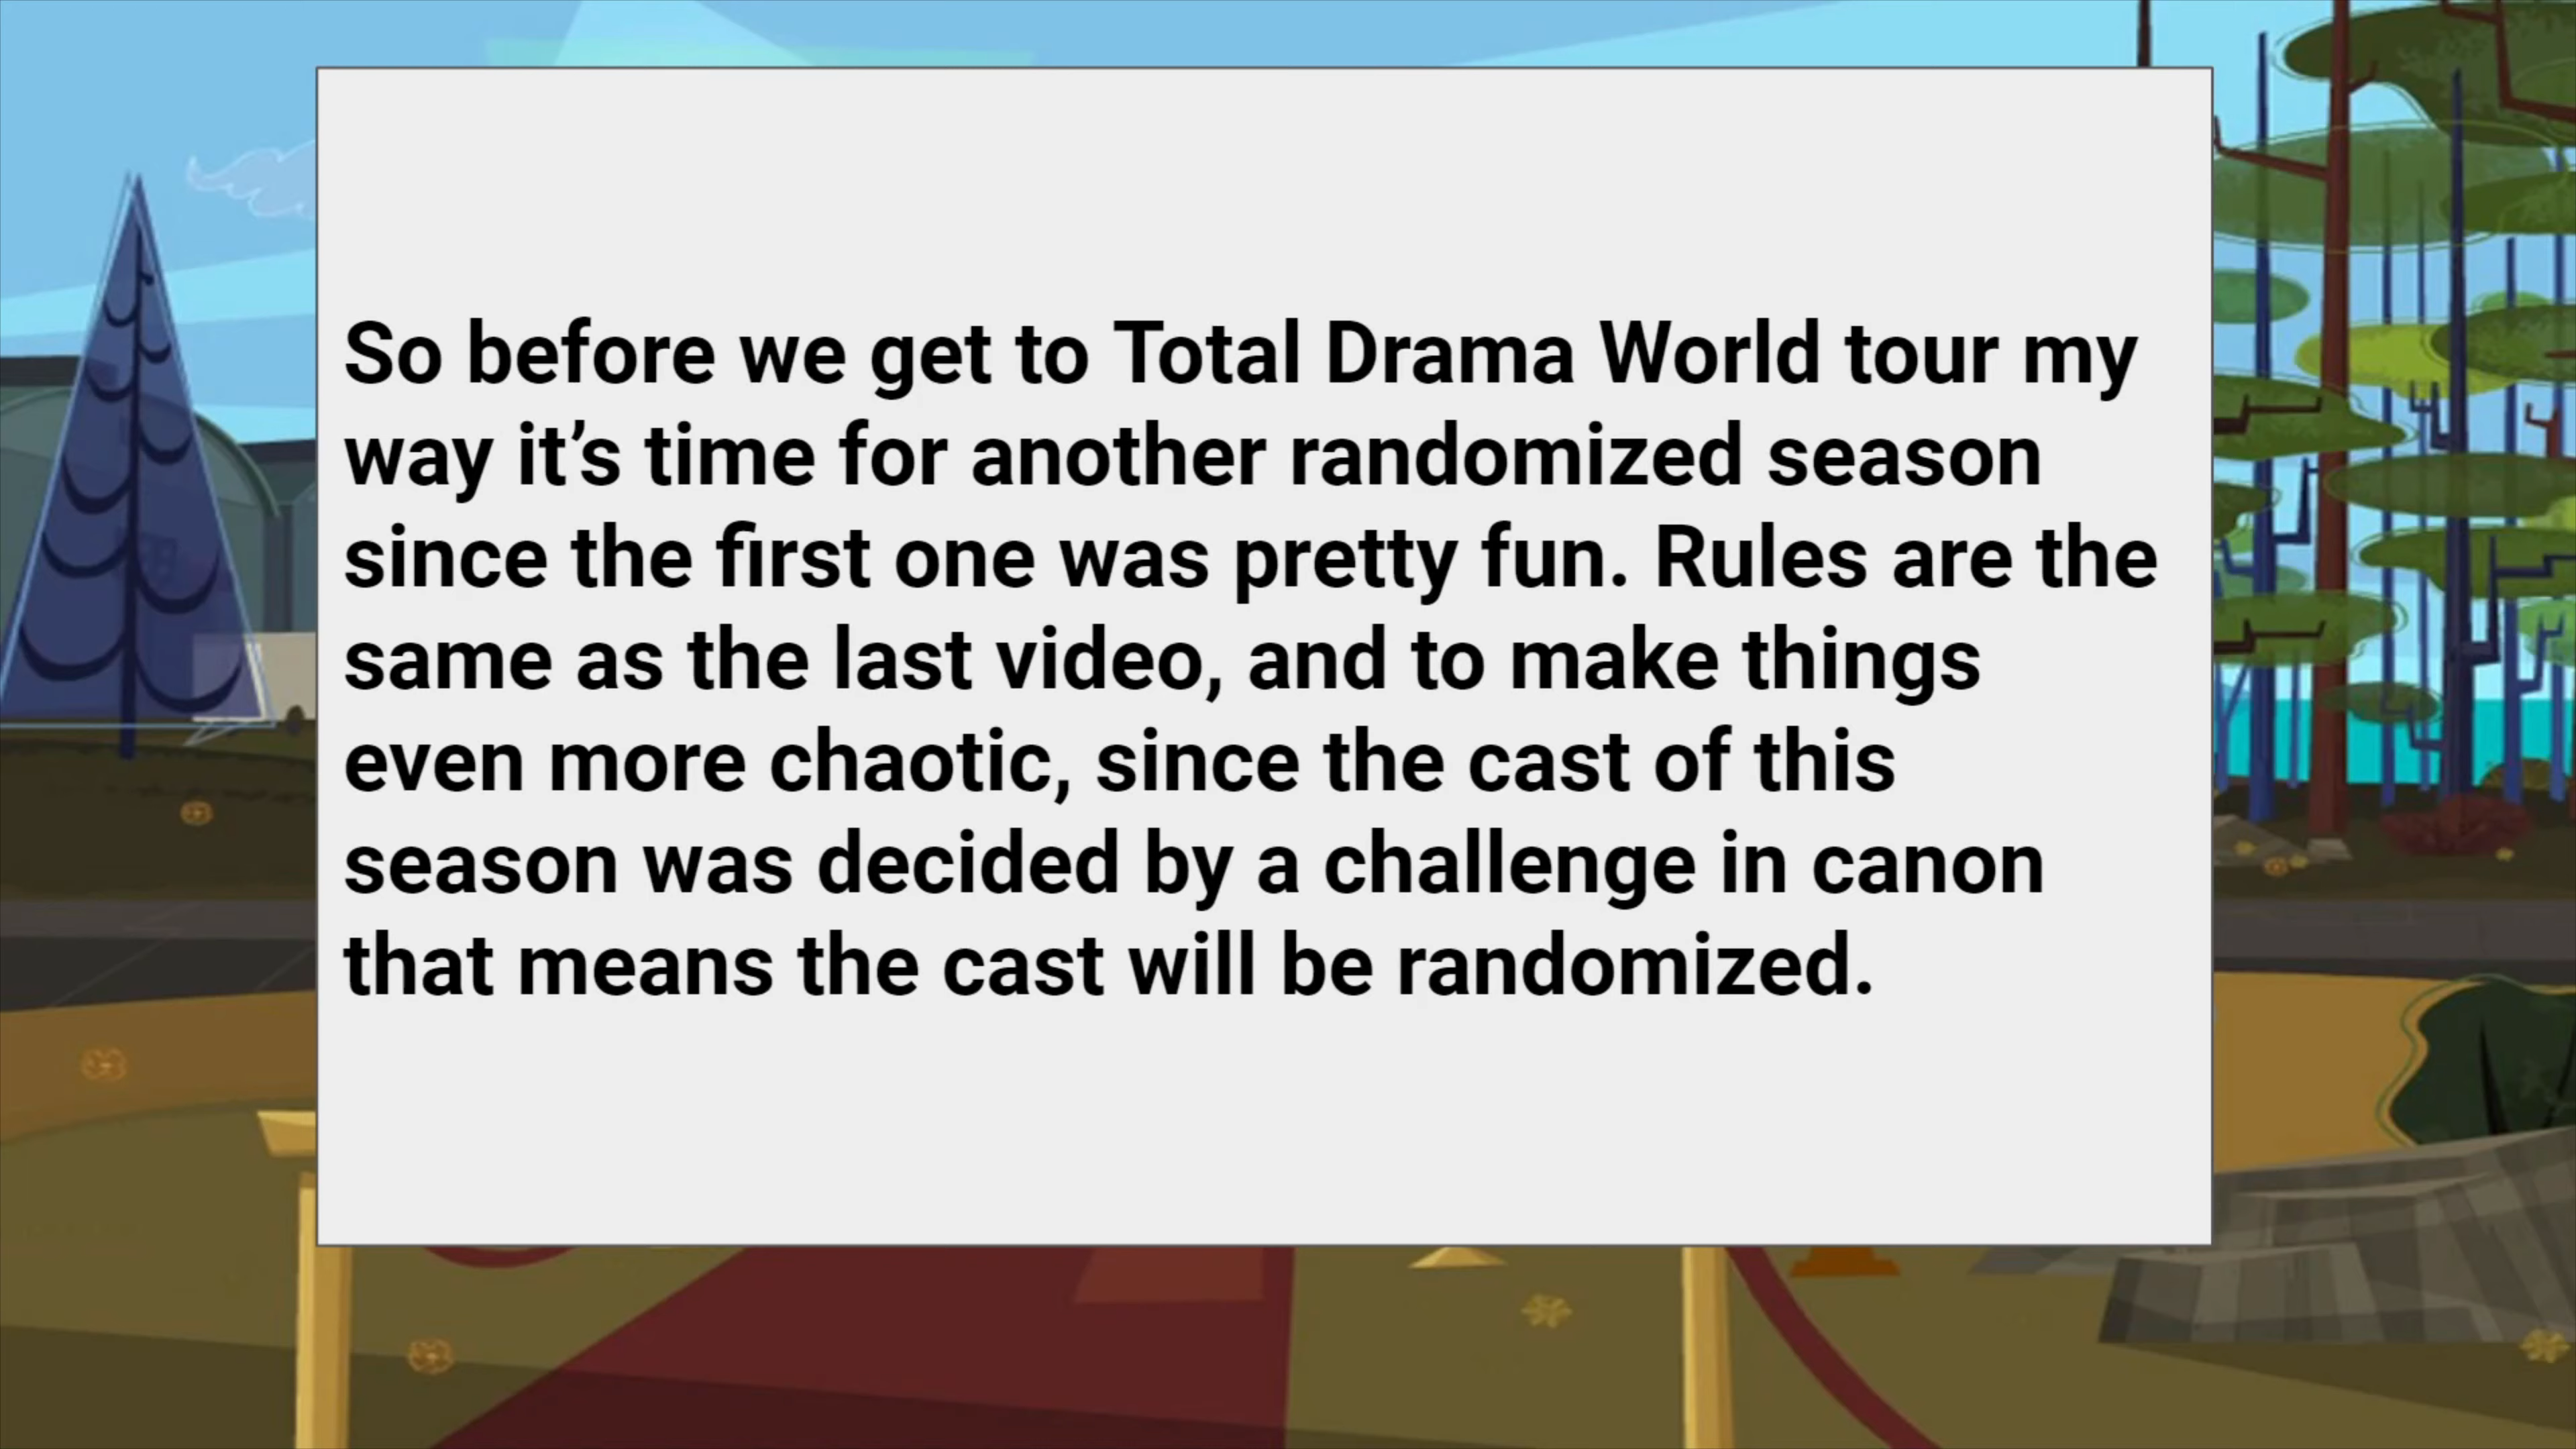 So before we get to Total Drama World tour my
way it’s time for another randomized season
since the first one was pretty fun. Rules are the
same as the last video, and to make things
even more chaotic, since the cast of this
season was decided by a challenge in canon
that means the cast will be randomized.